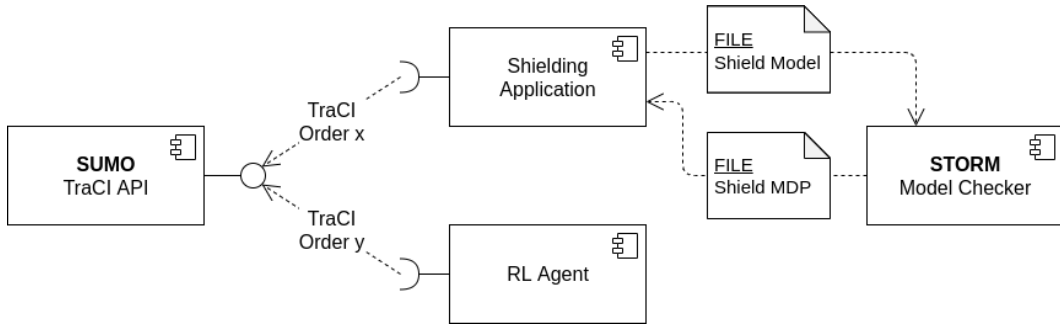 SUMO
TraCI API
TraCI
Order x
TraCI
Order y
Shielding
Application
RL Agent
FILE
Shield Model
FILE
Shield MDP
STORM
Model Checker